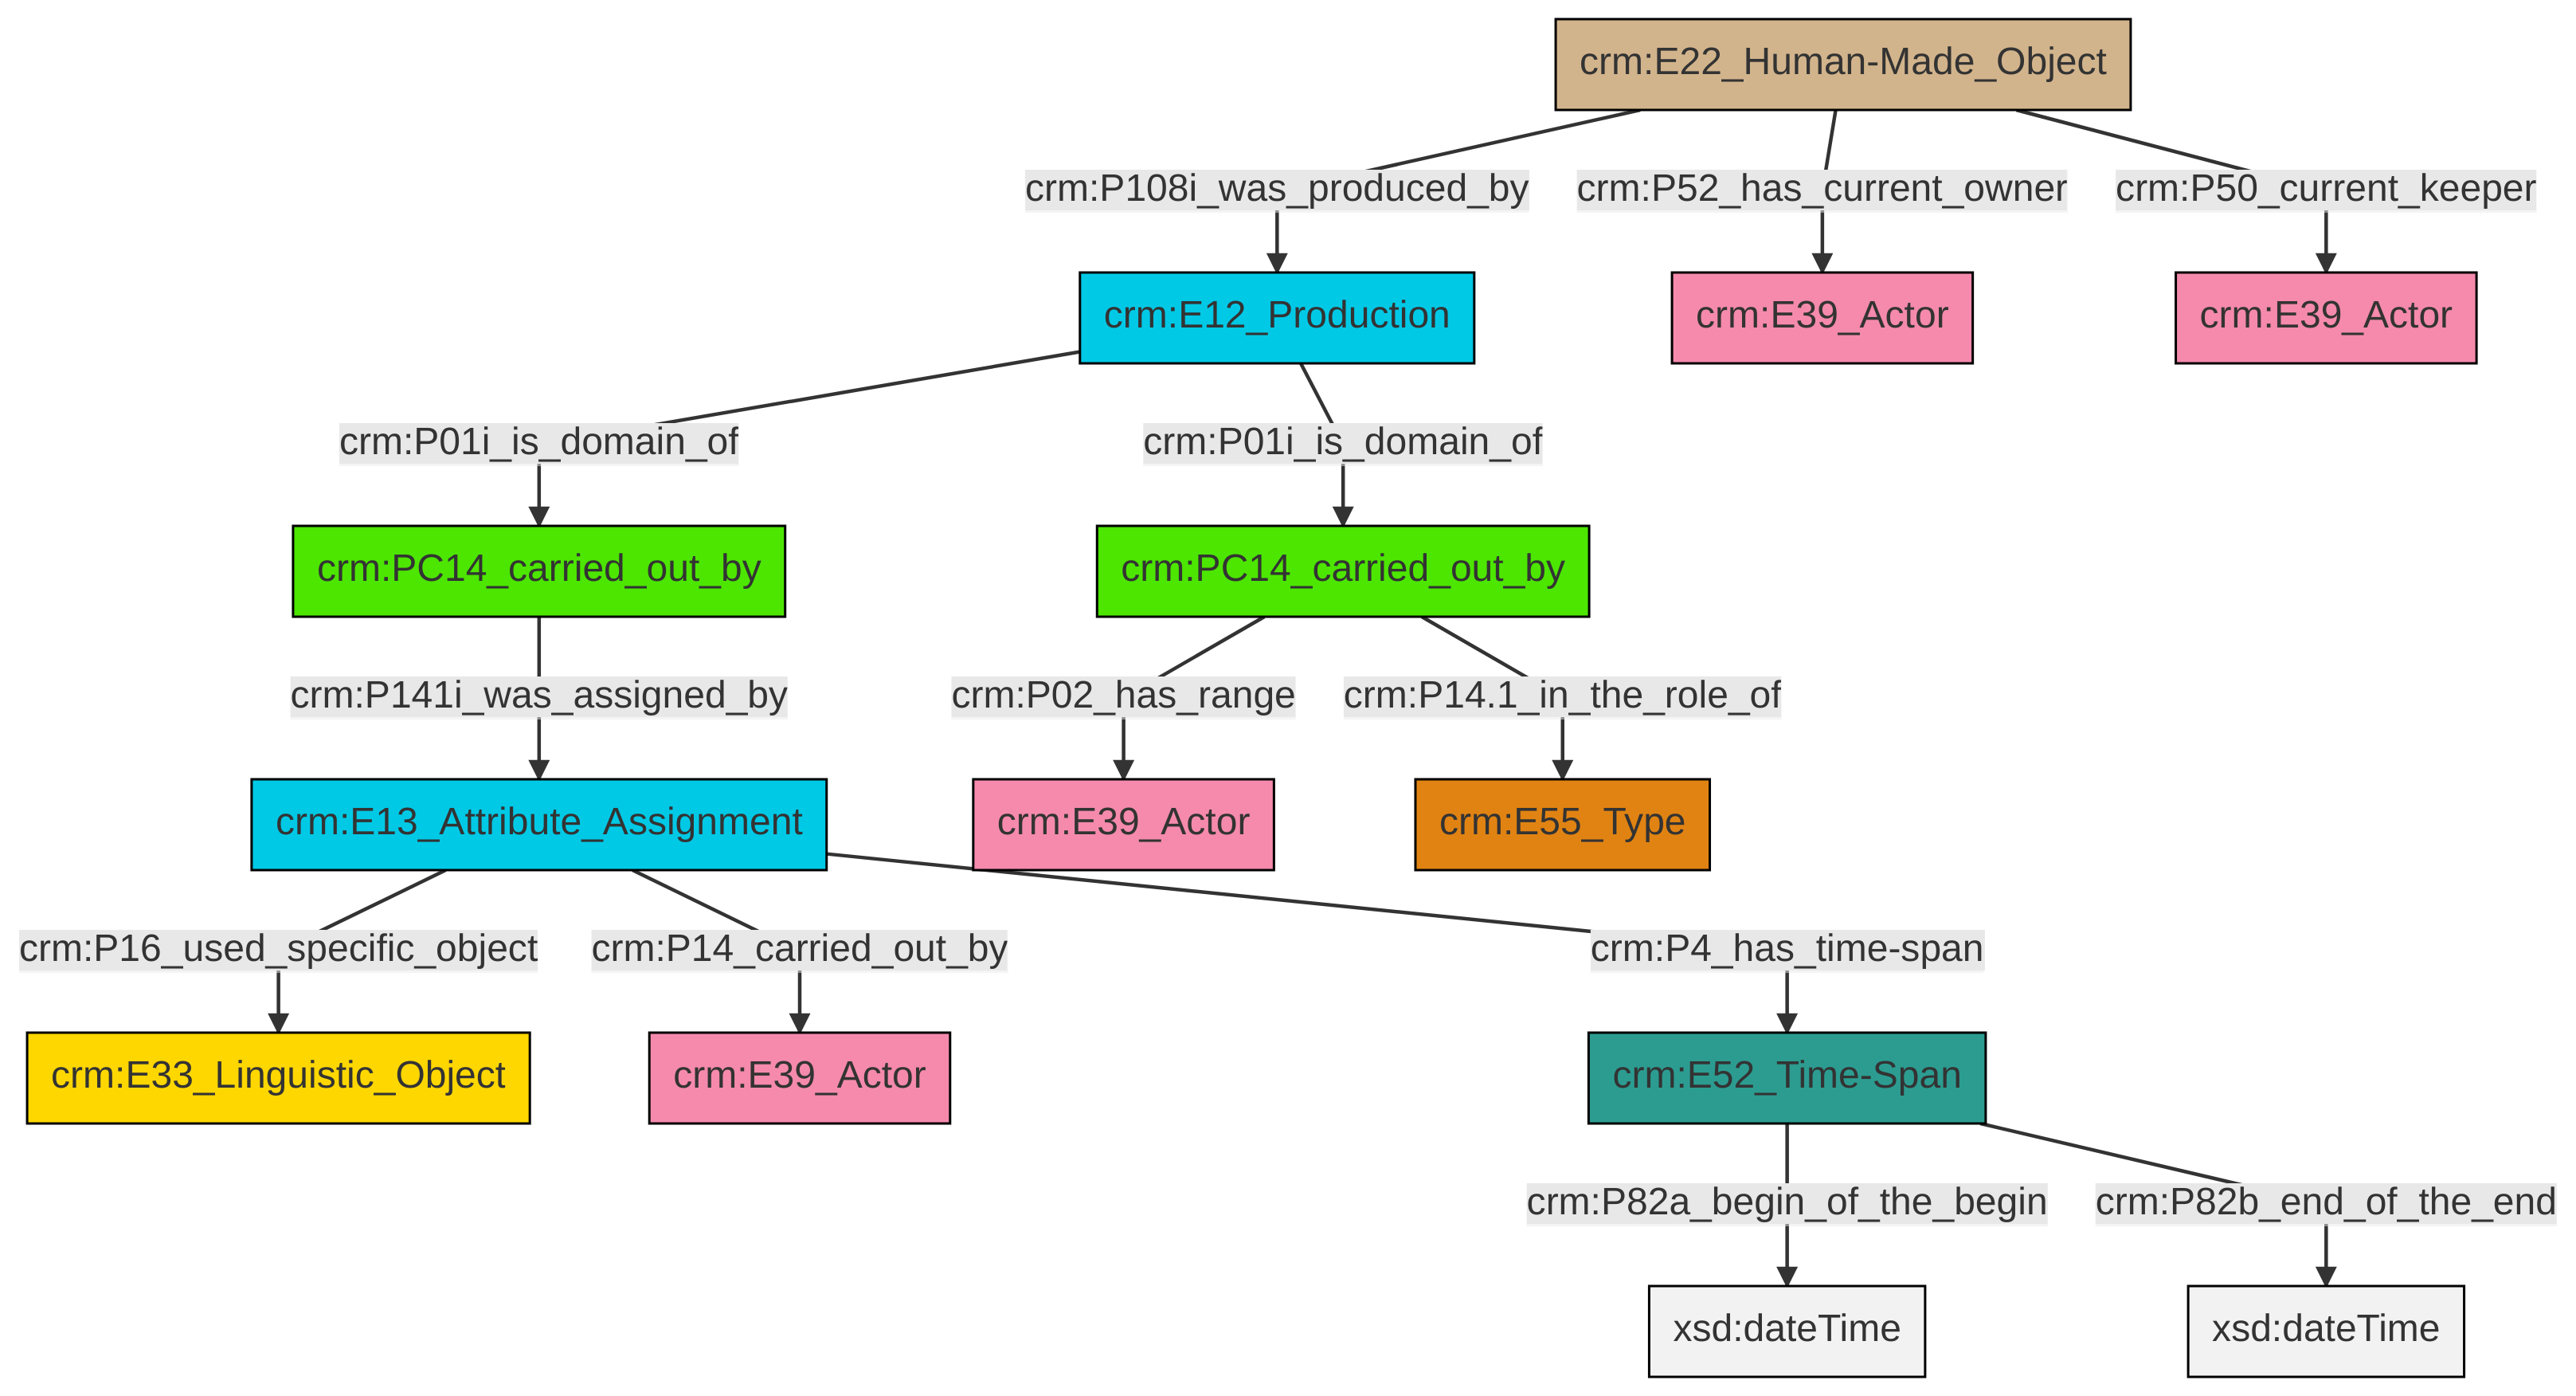 crm:E22_Human-Made_Object
crm:P108i_was_produced_by
crm:P52_has_current_owner
crm:P50_current_keeper
crm:E12_Production
crm:E39_Actor
crm:E39_Actor
crm:P01i_is_domain_of
crm:P01i_is_domain_of
crm:PC14_carried_out_by
crm:PC14_carried_out_by
crm:P141i_was_assigned_by
crm:P02_has_range
crm:P14.1_in_the_role_of
crm:E13_Attribute_Assignment
crm:E39_Actor
crm:E55_Type
crm:P16_used_specific_object
crm:P14_carried_out_by
crm:P4_has_time-span
crm:E33_Linguistic_Object
crm:E39_Actor
crm:E52_Time-Span
crm:P82a_begin_of_the_begin
crm:P82b_end_of_the_end
xsd:dateTime
xsd:dateTime